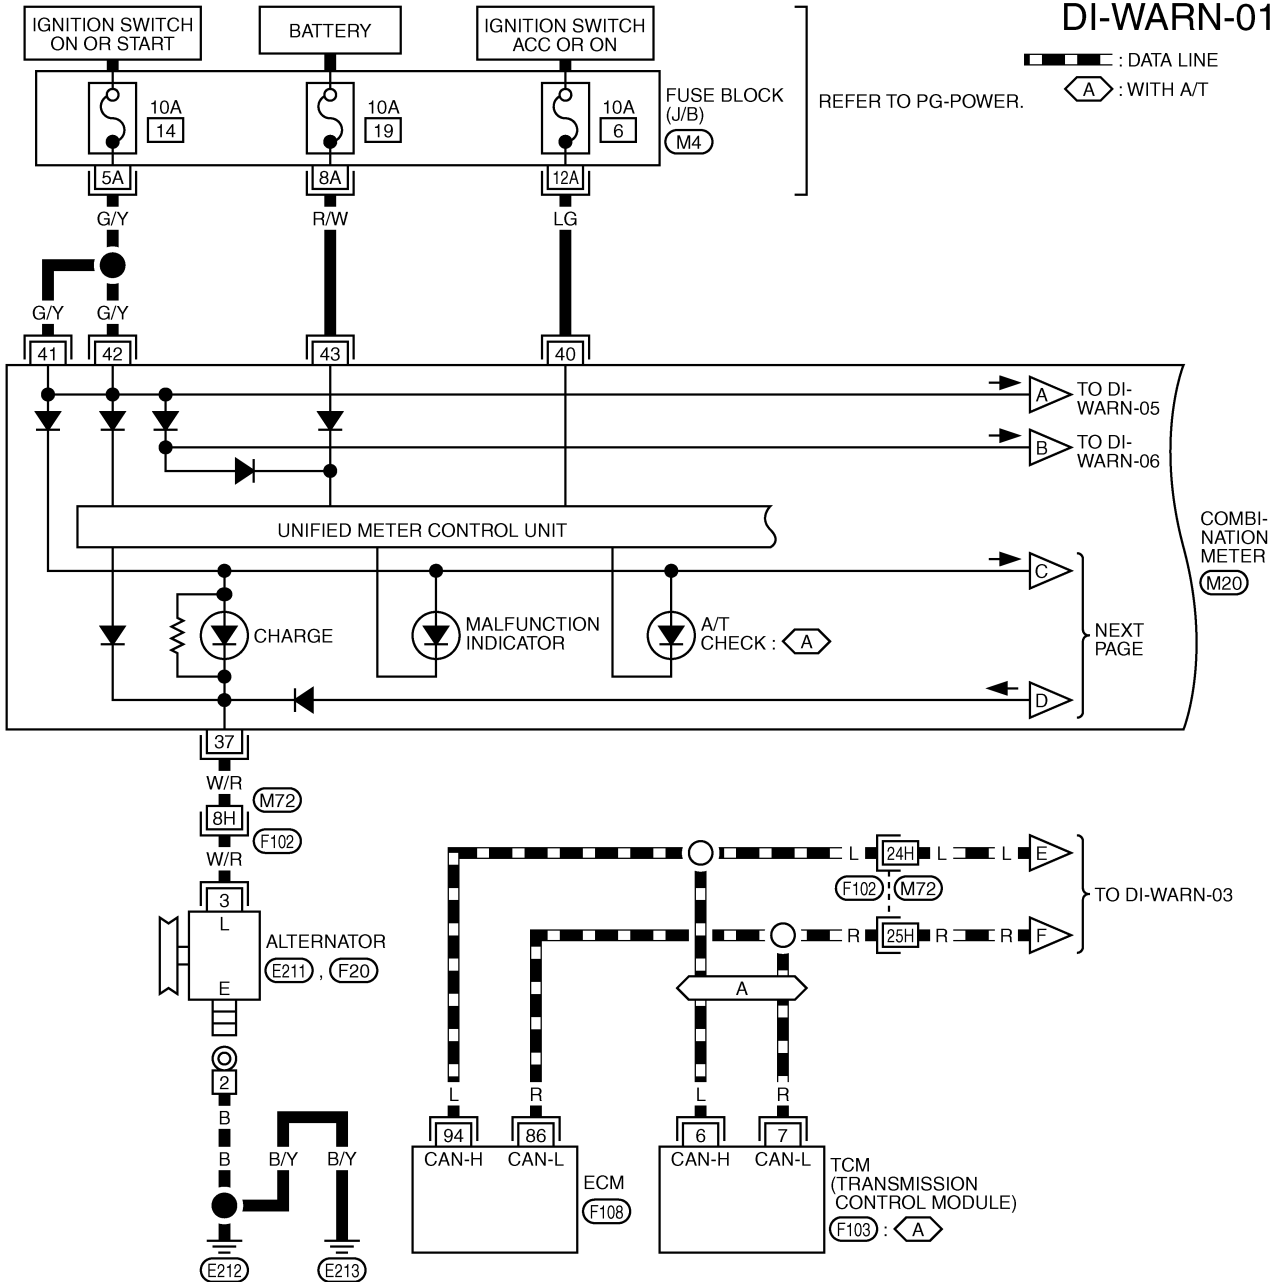 DI-WARN-01
: DATA LINE
A : WITH A/T
IGNITION SWITCH
ON OR START
BATTERY
IGNITION SWITCH
ACC OR ON
10A
14
10A
19
10A
6
FUSE BLOCK
(J/B)
M4
REFER TO PG-POWER.
5A
8A
12A
G/Y
R/W
LG
G/Y
G/Y
41
42
43
40
A
TO DI-
WARN-05
B
TO DI-
WARN-06
UNIFIED METER CONTROL UNIT
COMBI-
NATION
METER
M20
C
CHARGE
MALFUNCTION
INDICATOR
A/T
CHECK : A
NEXT
PAGE
D
37
W/R
M72
8H
F102
W/R
3
L
ALTERNATOR
E211 , F20
E
2
B
B
B/Y
B/Y
E212
E213
L
24H
L
L
E
F102
M72
TO DI-WARN-03
R
25H
R
R
F
A
L
R
L
R
94
86
6
7
CAN-H
CAN-L
CAN-H
CAN-L
ECM
F108
TCM
(TRANSMISSION
CONTROL MODULE)
F103 : A